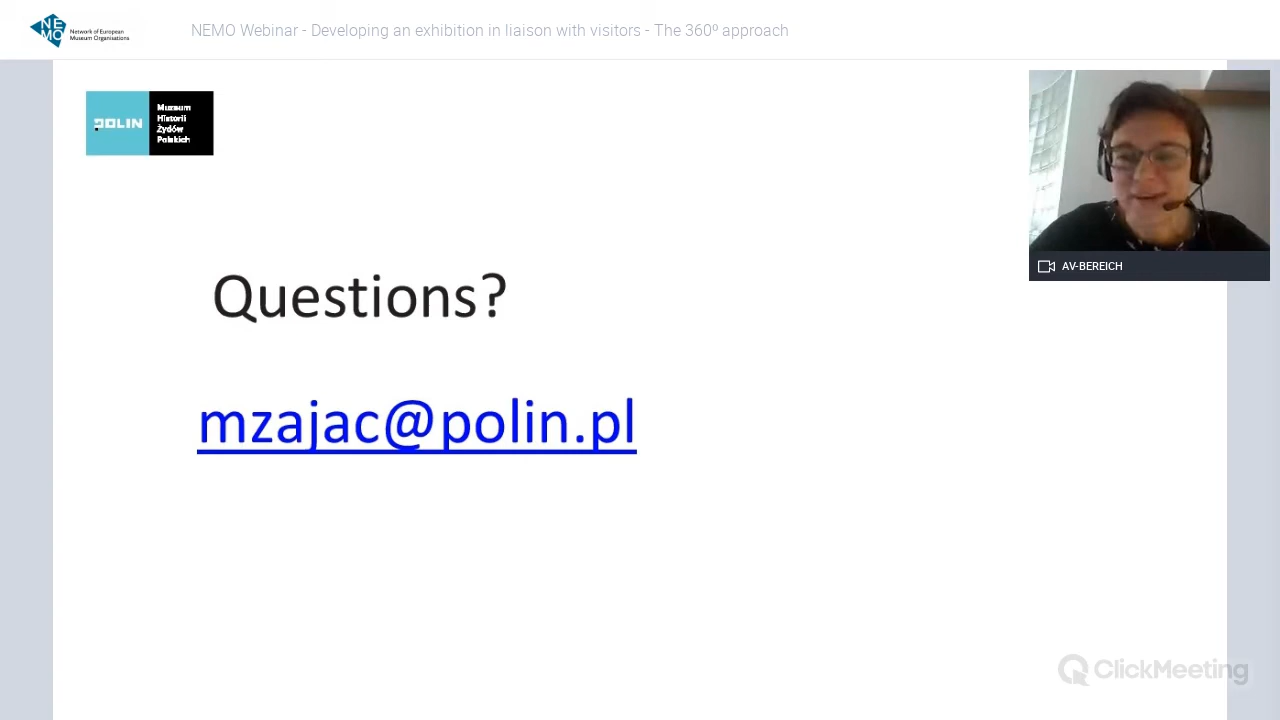 NEMO
Network of European
Museum Organisations
NEMO Webinar - Developing an exhibition in liaison with visitors - The 360º approach
POLIN
Muzeum
Historii
Żydów
Polskich
AV-BEREICH
Questions?
mzajac@polin.pl
ClickMeeting